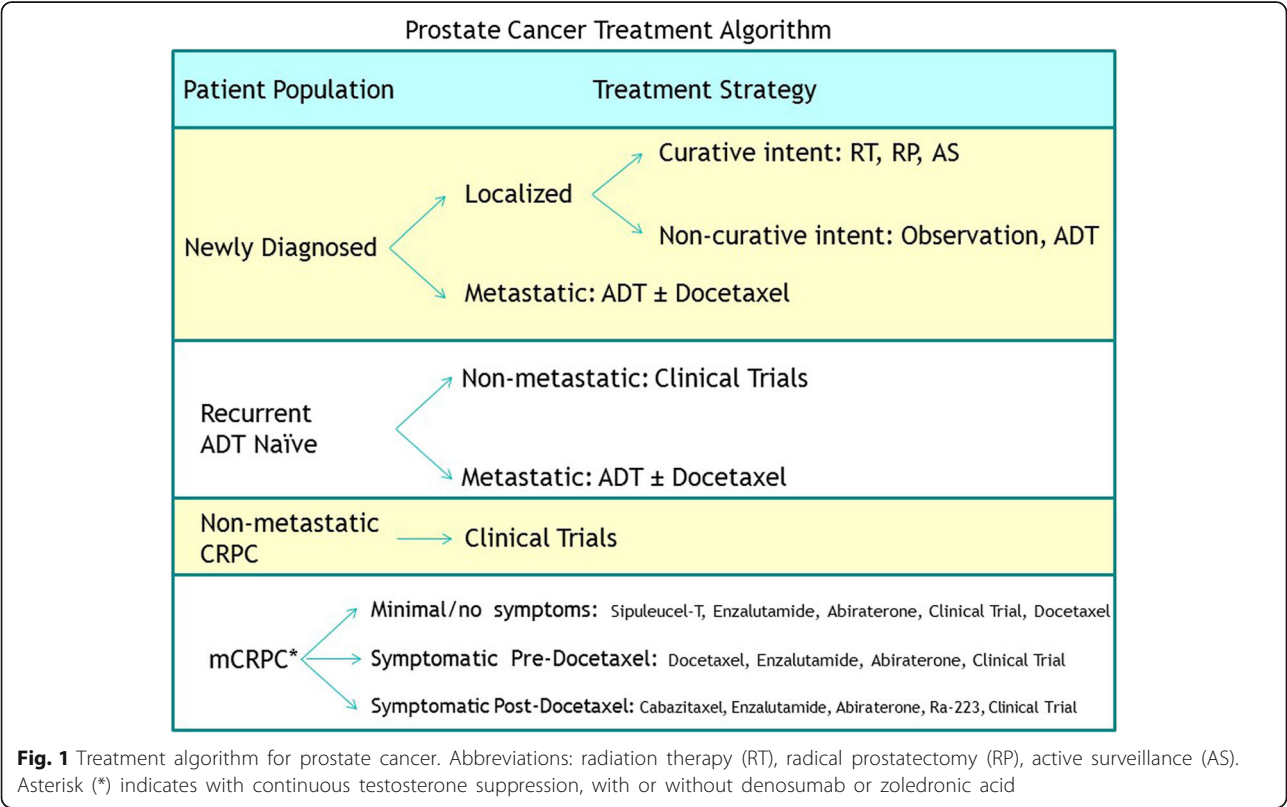 Prostate Cancer Treatment Algorithm
Patient Population Treatment Strategy
Curative intent: RT, RP, AS
Localized
Non-curative intent: Observation, ADT
Newly Diagnosed
Metastatic: ADT ± Docetaxel
Non-metastatic: Clinical Trials
Recurrent
ADT Naïve
Metastatic: ADT ± Docetaxel
Non-metastatic
CRPC
Clinical Trials
Minimal/no symptoms: Sipuleucel-T, Enzalutamide, Abiraterone, Clinical Trial, Docetaxel
mCRPC*
Symptomatic Pre-Docetaxel: Docetaxel, Enzalutamide, Abiraterone, Clinical Trial
Symptomatic Post-Docetaxel: Cabazitaxel, Enzalutamide, Abiraterone, Ra-223, Clinical Trial
Fig. 1 Treatment algorithm for prostate cancer. Abbreviations: radiation therapy (RT), radical prostatectomy (RP), active surveillance (AS).
Asterisk (*) indicates with continuous testosterone suppression, with or without denosumab or zoledronic acid